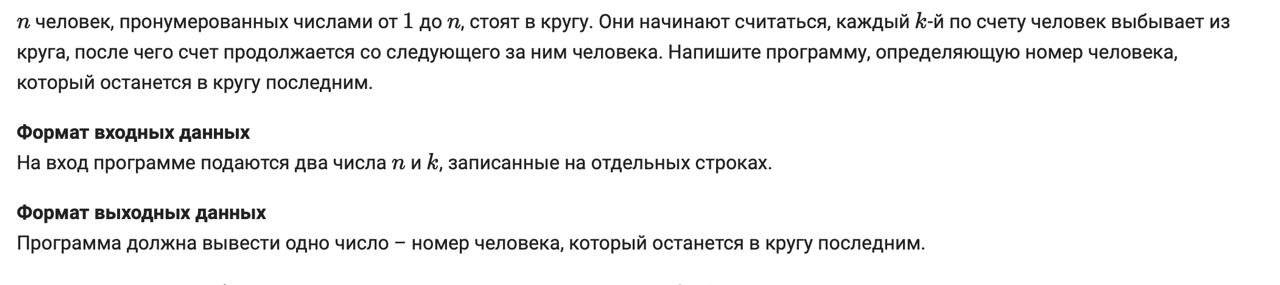 n человек, пронумерованных числами от 1 до n, стоят в кругу. Они начинают считаться, каждый k-й по счету человек выбывает из
круга, после чего счет продолжается со следующего за ним человека. Напишите программу, определяющую номер человека,
который останется в кругу последним.
Формат входных данных
На вход программе подаются два числа n и k, записанные на отдельных строках.
Формат выходных данных
Программа должна вывести одно число – номер человека, который останется в кругу последним.